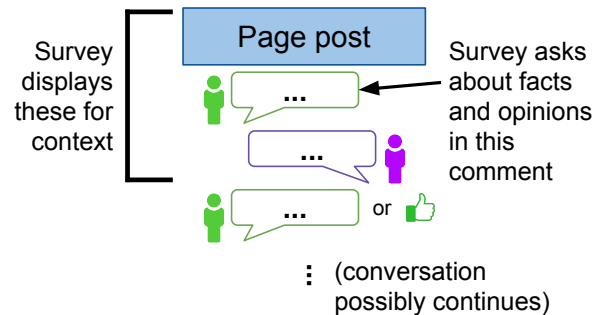 Page post
Survey
displays
these for
context
...
Survey asks
about facts
and opinions
in this
comment
...
...
or
⋮ (conversation
possibly continues)